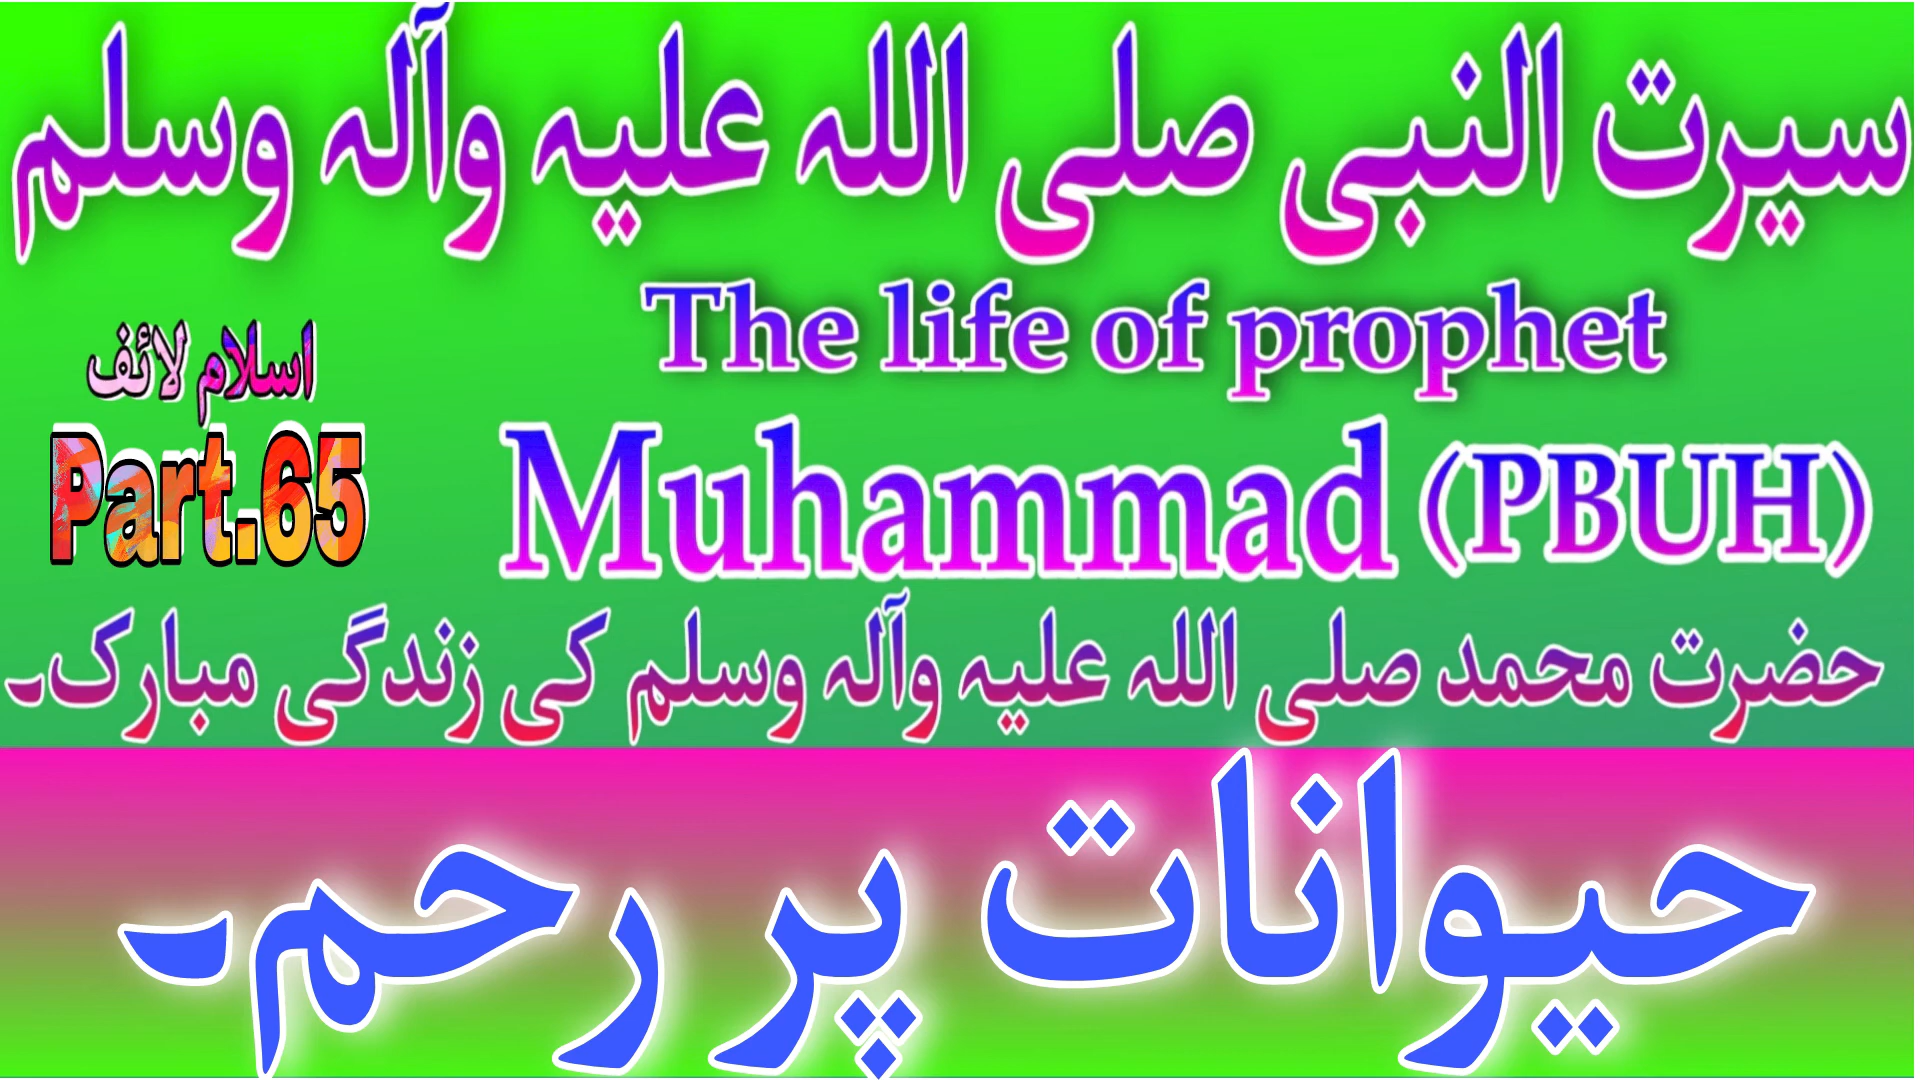 سیرت النبی صلی اللہ علیہ وآلہ وسلم
The life of prophet
اسلام لائف
Part.65
Muhammad (PBUH)
حضرت محمد صلی اللہ علیہ وآلہ وسلم کی زندگی مبارک۔
حیوانات پر رحم۔